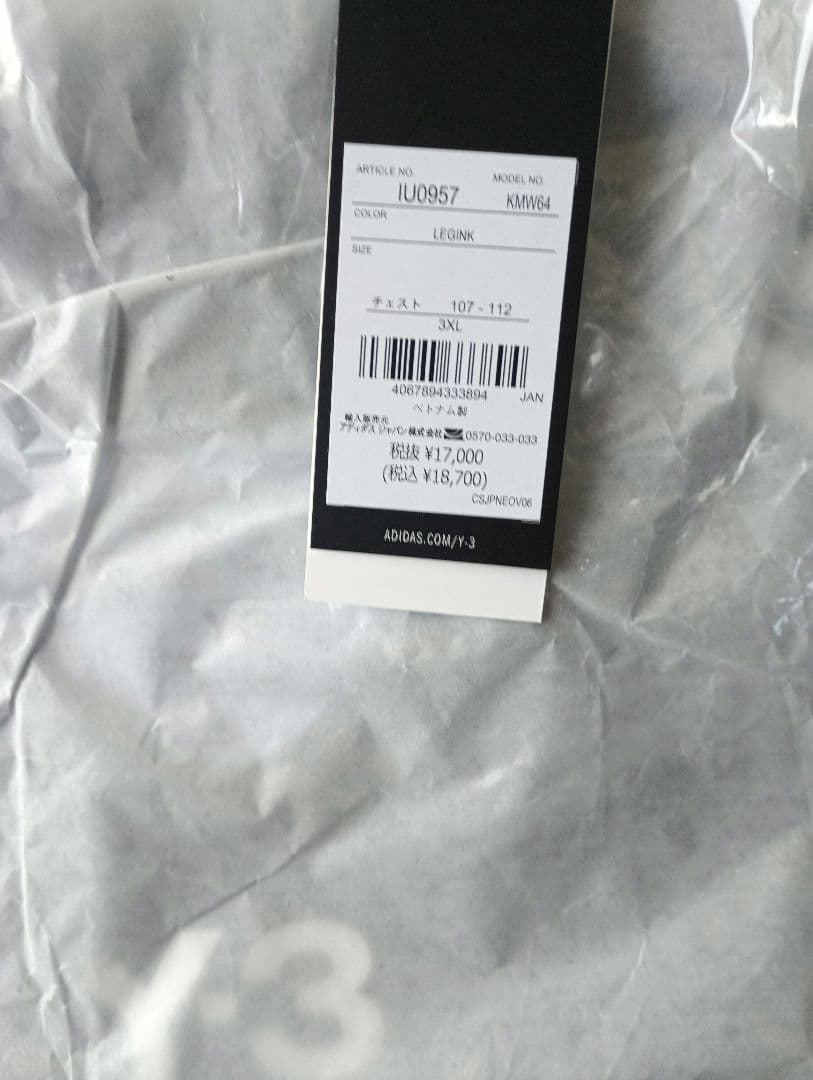 ARTICLE NO.
MODEL NO.
IU0957
KMW64
COLOR
LEGINK
SIZE
チェスト 107 - 112
3XL
4067894333894
JAN
ベトナム製
輸入販売元
アディダス ジャパン株式会社 0570-033-033
税抜 ¥17,000
(税込 ¥18,700)
CSJPNEOV06
ADIDAS.COM/Y-3
Y-3